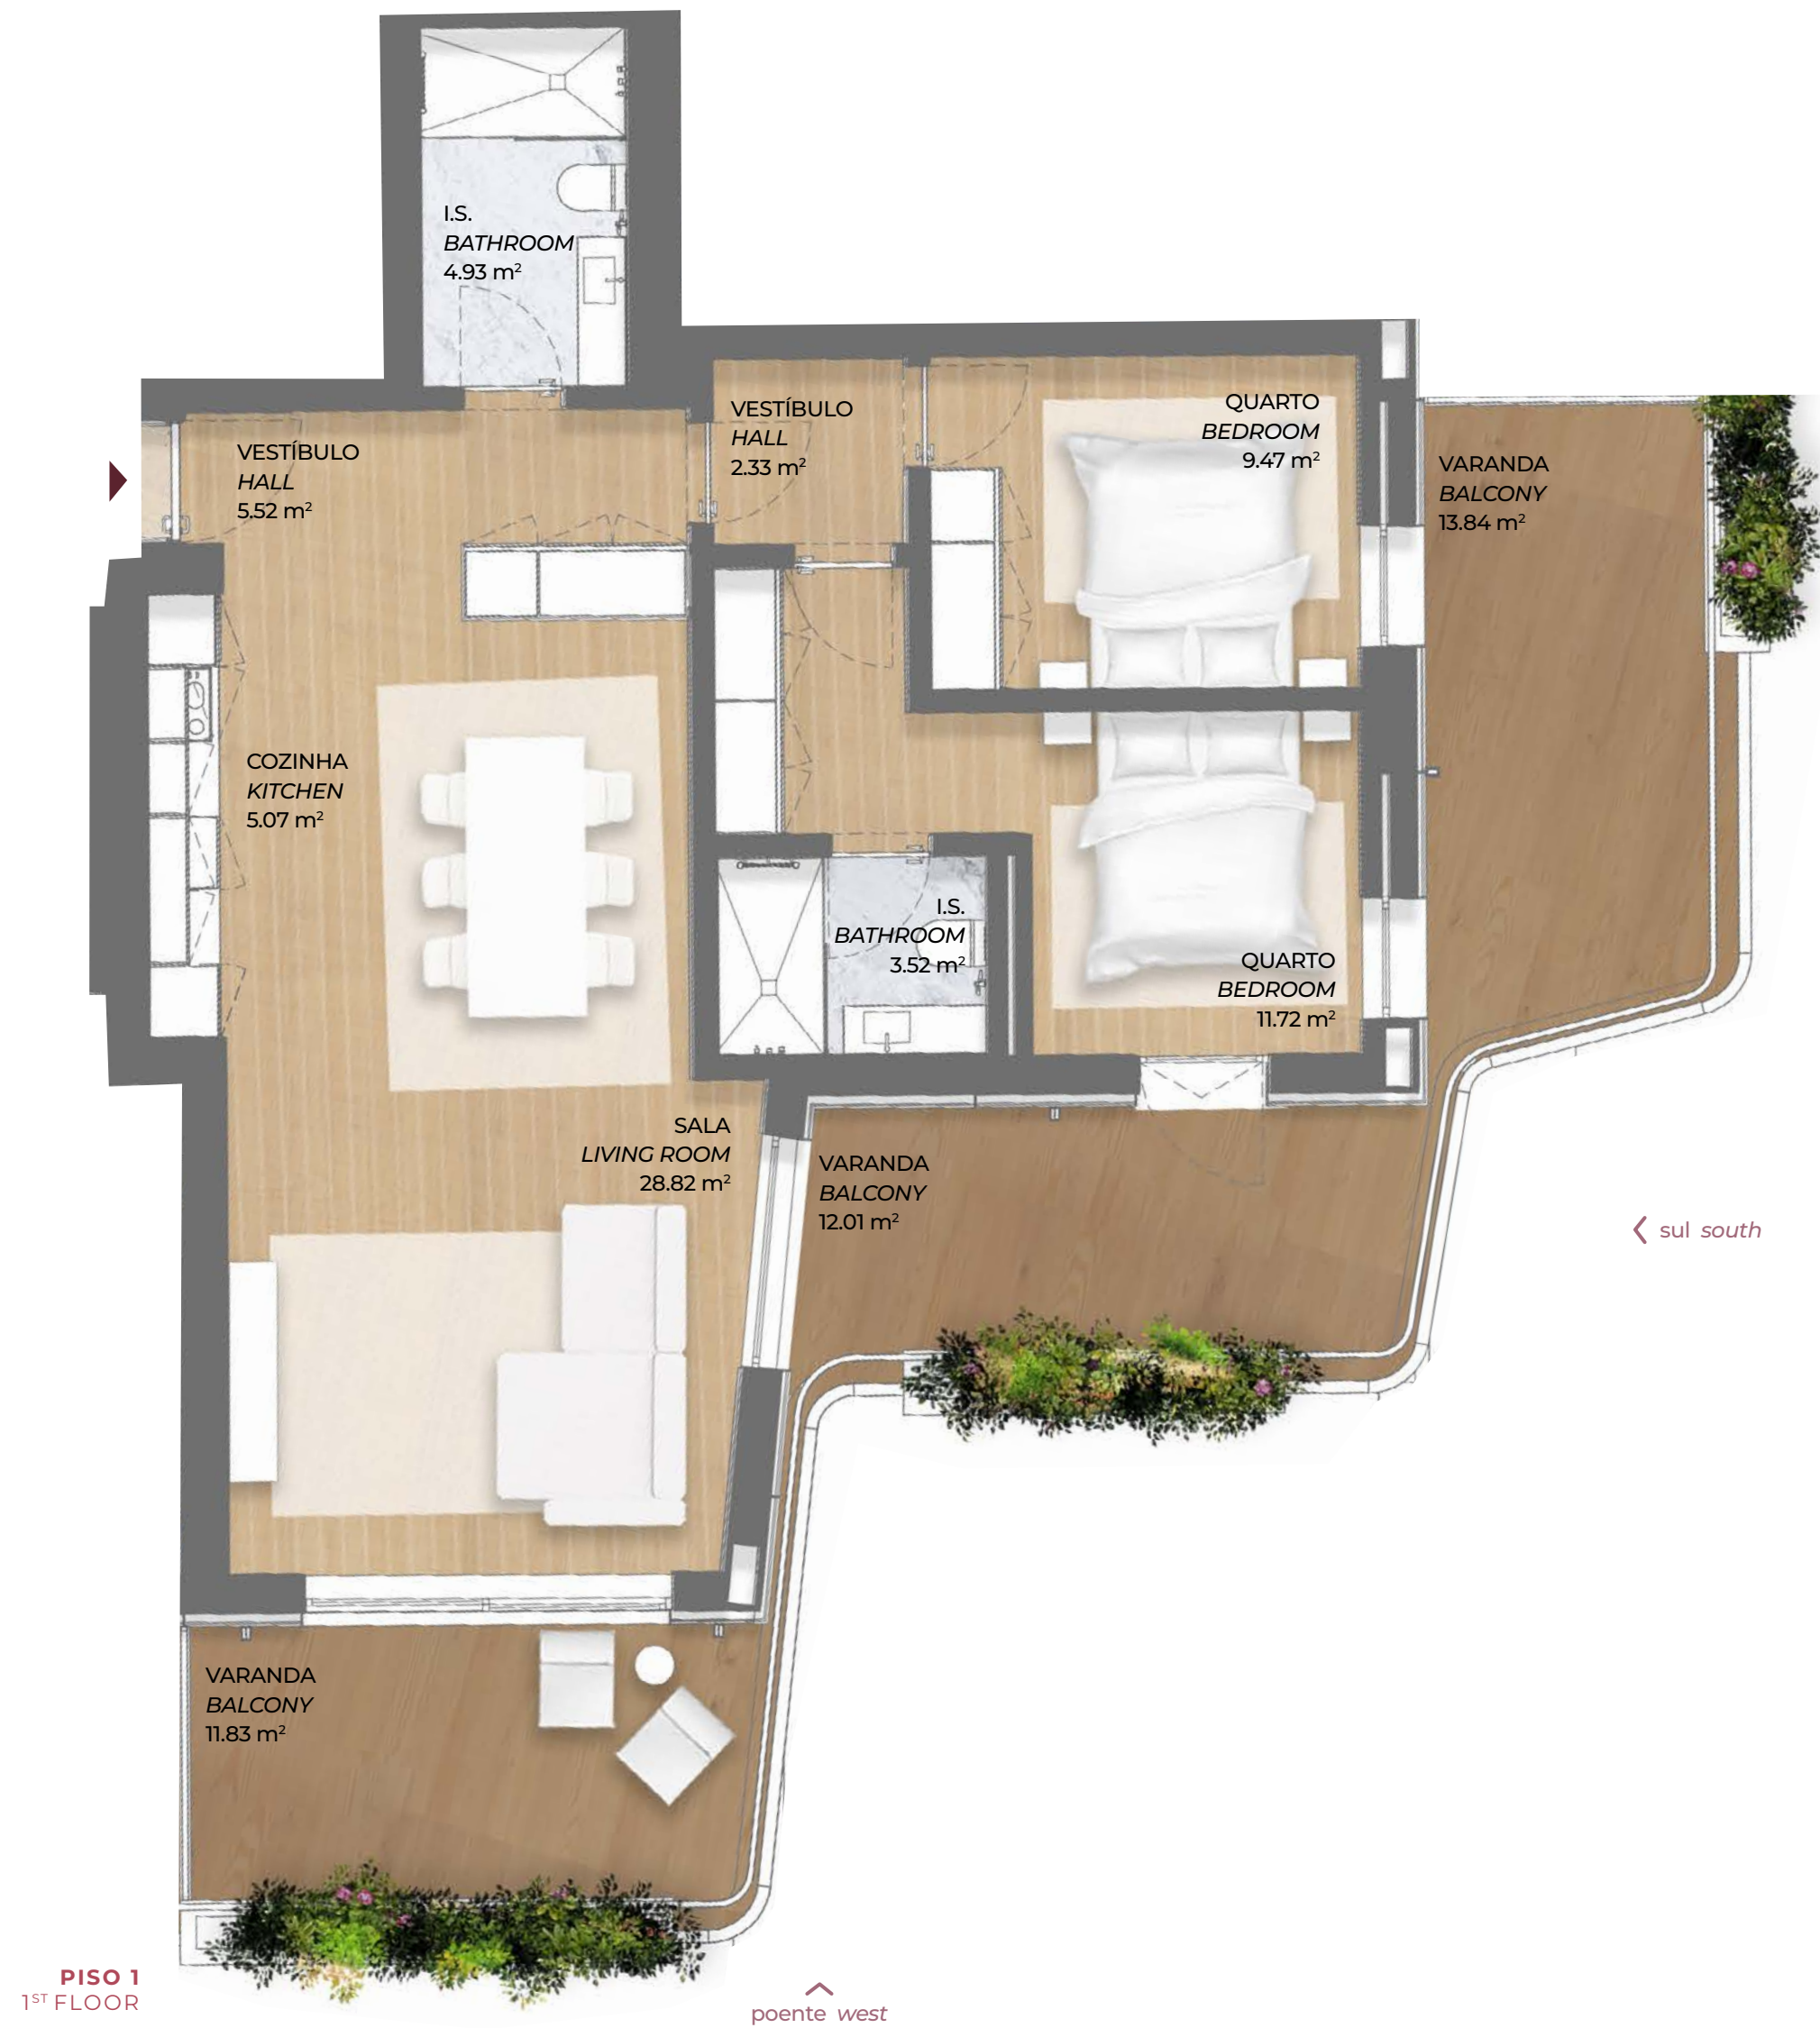 I.S.
BATHROOM
4.93 m²
VESTÍBULO
HALL
5.52 m²
VESTÍBULO
HALL
2.33 m²
QUARTO
BEDROOM
9.47 m²
VARANDA
BALCONY
13.84 m²
COZINHA
KITCHEN
5.07 m²
I.S.
BATHROOM
3.52 m²
QUARTO
BEDROOM
11.72 m²
SALA
LIVING ROOM
28.82 m²
VARANDA
BALCONY
12.01 m²
sul south
VARANDA
BALCONY
11.83 m²
PISO 1
1ST FLOOR
poente west